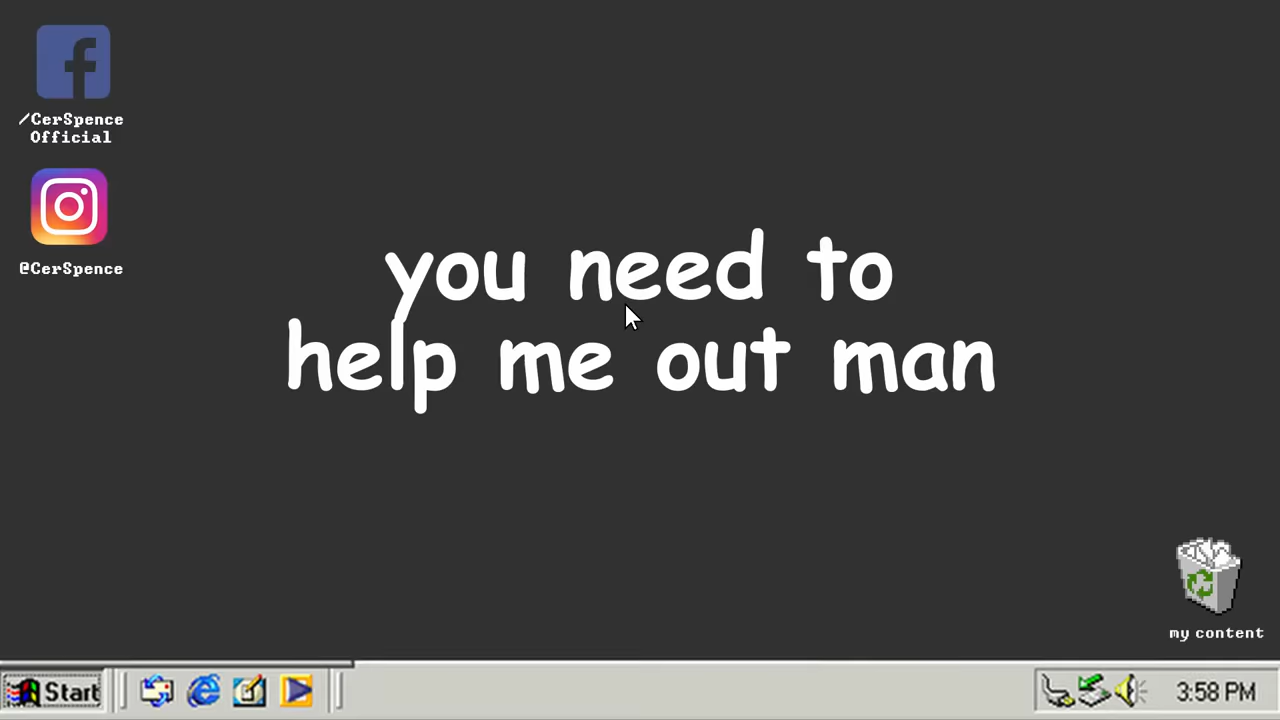 /CerSpence
Official
@CerSpence
you need to
help me out man
my content
Start
3:58 PM